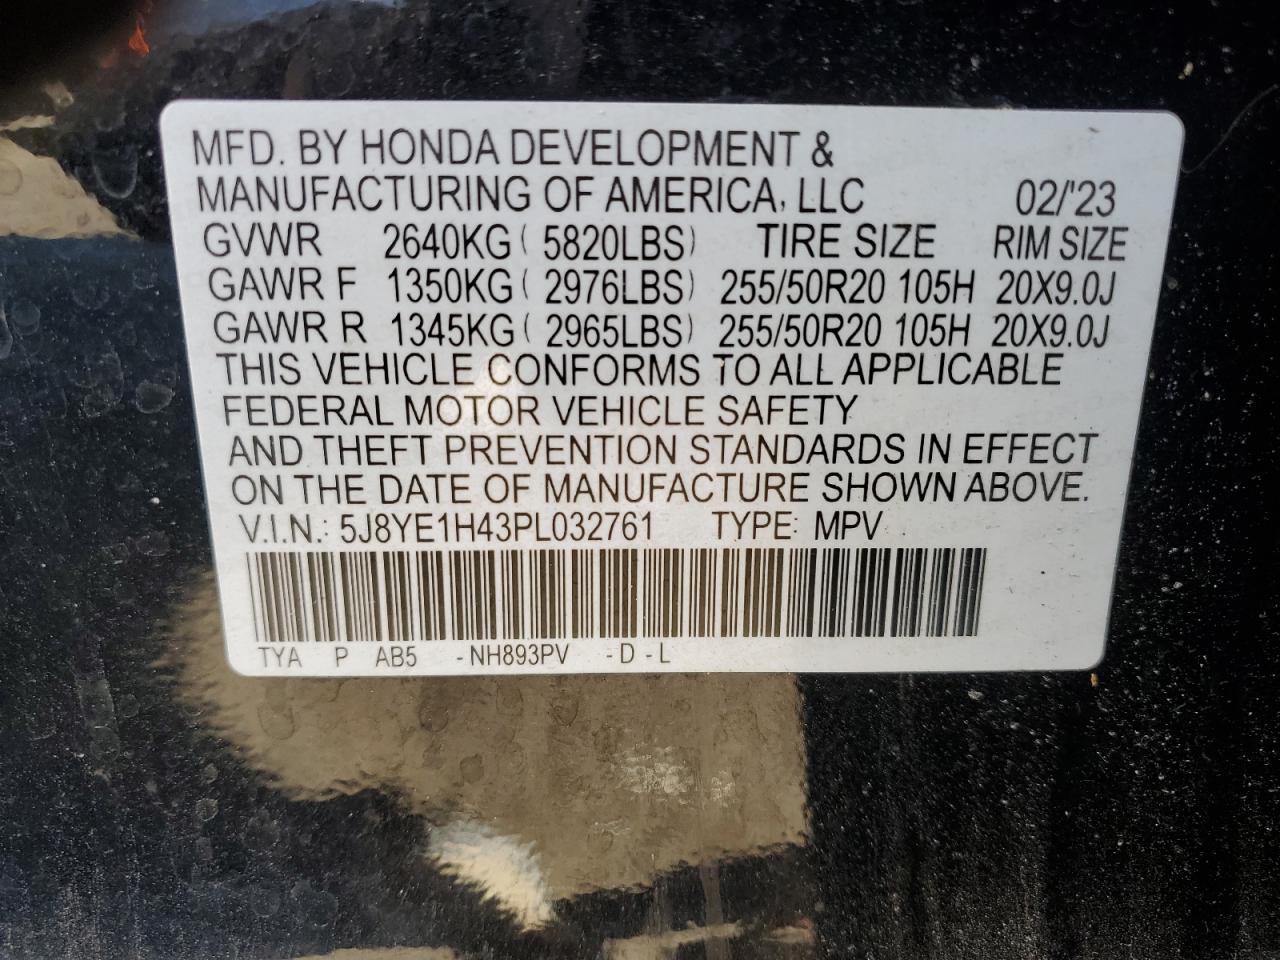 MFD. BY HONDA DEVELOPMENT &
MANUFACTURING OF AMERICA, LLC 02/'23
GVWR 2640KG ( 5820LBS) TIRE SIZE RIM SIZE
GAWR F 1350KG ( 2976LBS) 255/50R20 105H 20X9.0J
GAWR R 1345KG ( 2965LBS) 255/50R20 105H 20X9.0J
THIS VEHICLE CONFORMS TO ALL APPLICABLE
FEDERAL MOTOR VEHICLE SAFETY
AND THEFT PREVENTION STANDARDS IN EFFECT
ON THE DATE OF MANUFACTURE SHOWN ABOVE.
V.I.N.: 5J8YE1H43PL032761 TYPE: MPV
TYA P AB5 -NH893PV -D-L